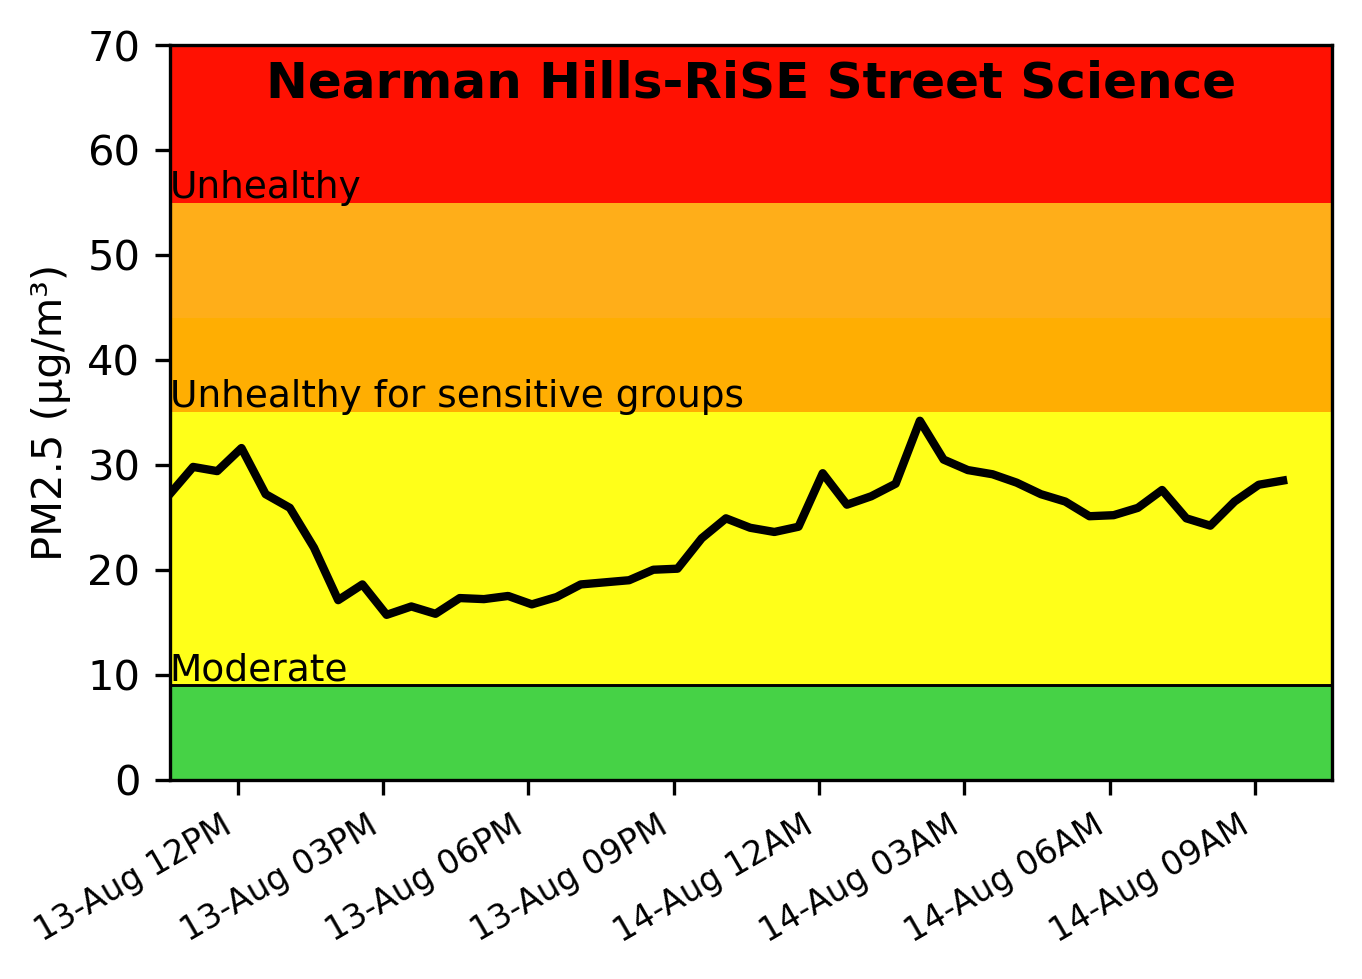 Nearman Hills-RiSE Street Science
70
60
50
40
30
20
10
0
PM2.5 (µg/m³)
Unhealthy
Unhealthy for sensitive groups
Moderate
13-Aug 12PM
13-Aug 03PM
13-Aug 06PM
13-Aug 09PM
14-Aug 12AM
14-Aug 03AM
14-Aug 06AM
14-Aug 09AM